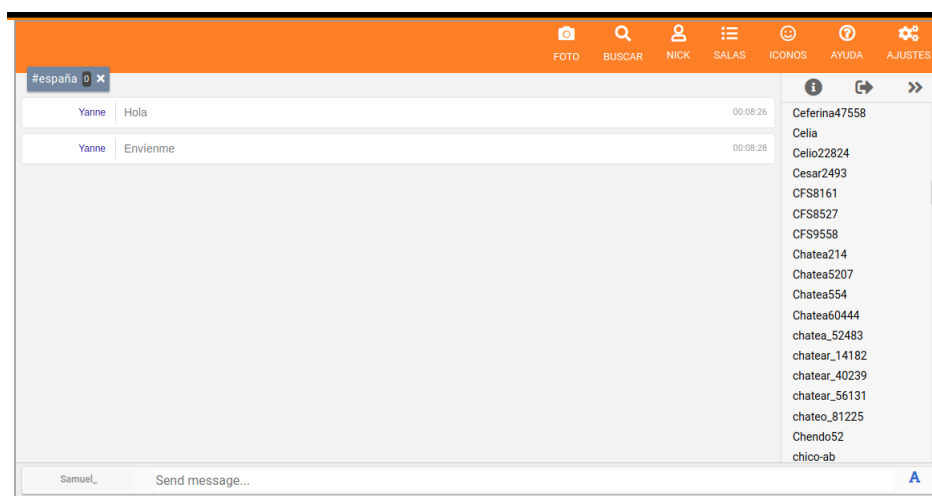 FOTO BUSCAR NICK SALAS ICONOS AYUDA AJUSTES
#españa 0 ×
Yanne Hola 00:08:26
Yanne Envienme 00:08:28
Ceferina47558
Celia
Celio22824
Cesar2493
CFS8161
CFS8527
CFS9558
Chatea214
Chatea5207
Chatea554
Chatea60444
chatea_52483
chatear_14182
chatear_40239
chatear_56131
chateo_81225
Chendo52
chico-ab
Samuel_ Send message... A